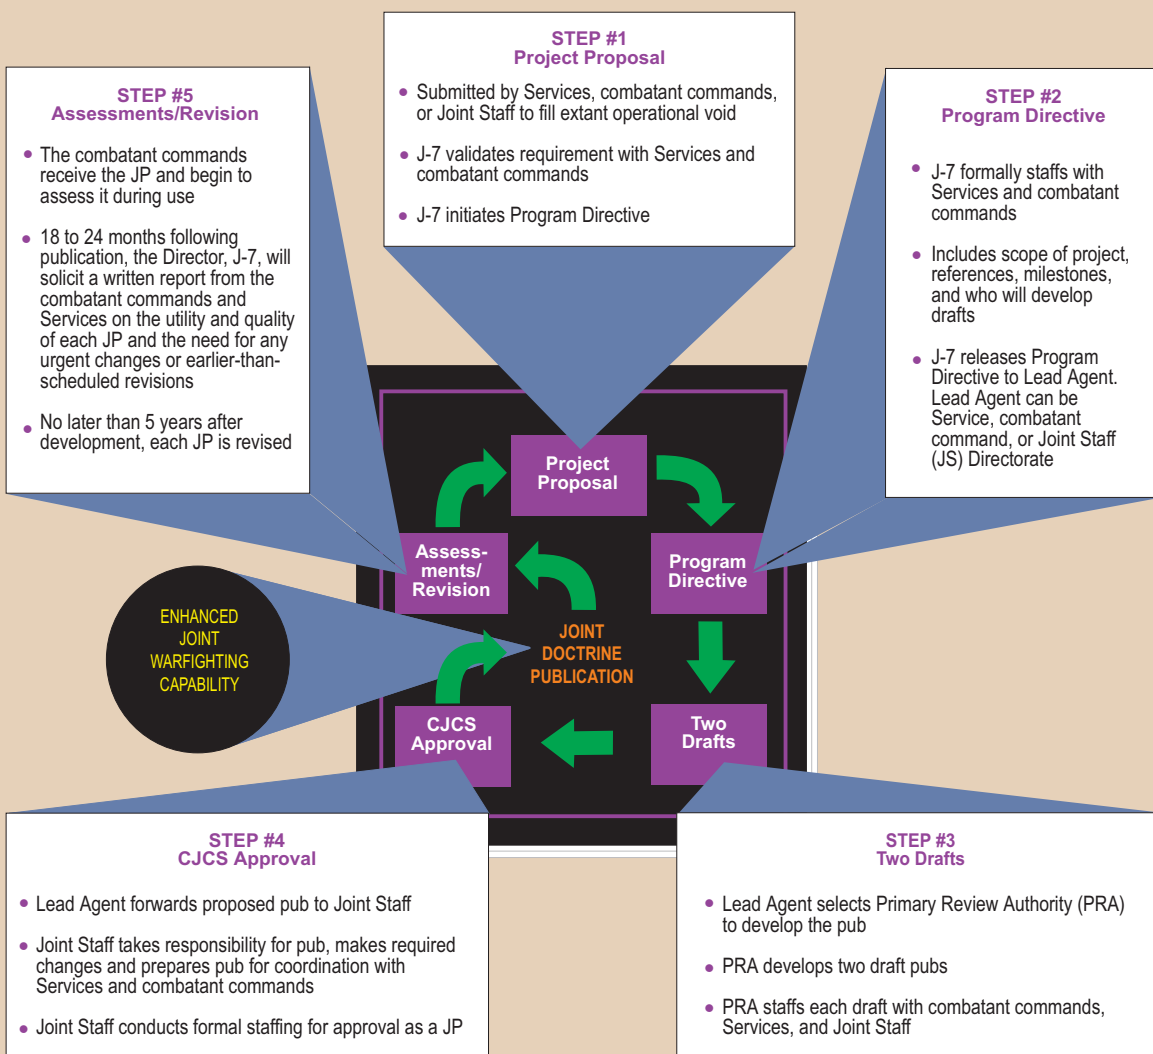 STEP #1
Project Proposal
• Submitted by Services, combatant commands,
or Joint Staff to fill extant operational void
• J-7 validates requirement with Services and
combatant commands
• J-7 initiates Program Directive
STEP #5
Assessments/Revision
• The combatant commands
receive the JP and begin to
assess it during use
• 18 to 24 months following
publication, the Director, J-7, will
solicit a written report from the
combatant commands and
Services on the utility and quality
of each JP and the need for any
urgent changes or earlier-than-
scheduled revisions
• No later than 5 years after
development, each JP is revised
STEP #2
Program Directive
• J-7 formally staffs with
Services and combatant
commands
• Includes scope of project,
references, milestones,
and who will develop
drafts
• J-7 releases Program
Directive to Lead Agent.
Lead Agent can be
Service, combatant
command, or Joint Staff
(JS) Directorate
Project
Proposal
Assess-
ments/
Revision
Program
Directive
ENHANCED
JOINT
WARFIGHTING
CAPABILITY
JOINT
DOCTRINE
PUBLICATION
CJCS
Approval
Two
Drafts
STEP #4
CJCS Approval
• Lead Agent forwards proposed pub to Joint Staff
• Joint Staff takes responsibility for pub, makes required
changes and prepares pub for coordination with
Services and combatant commands
• Joint Staff conducts formal staffing for approval as a JP
STEP #3
Two Drafts
• Lead Agent selects Primary Review Authority (PRA)
to develop the pub
• PRA develops two draft pubs
• PRA staffs each draft with combatant commands,
Services, and Joint Staff